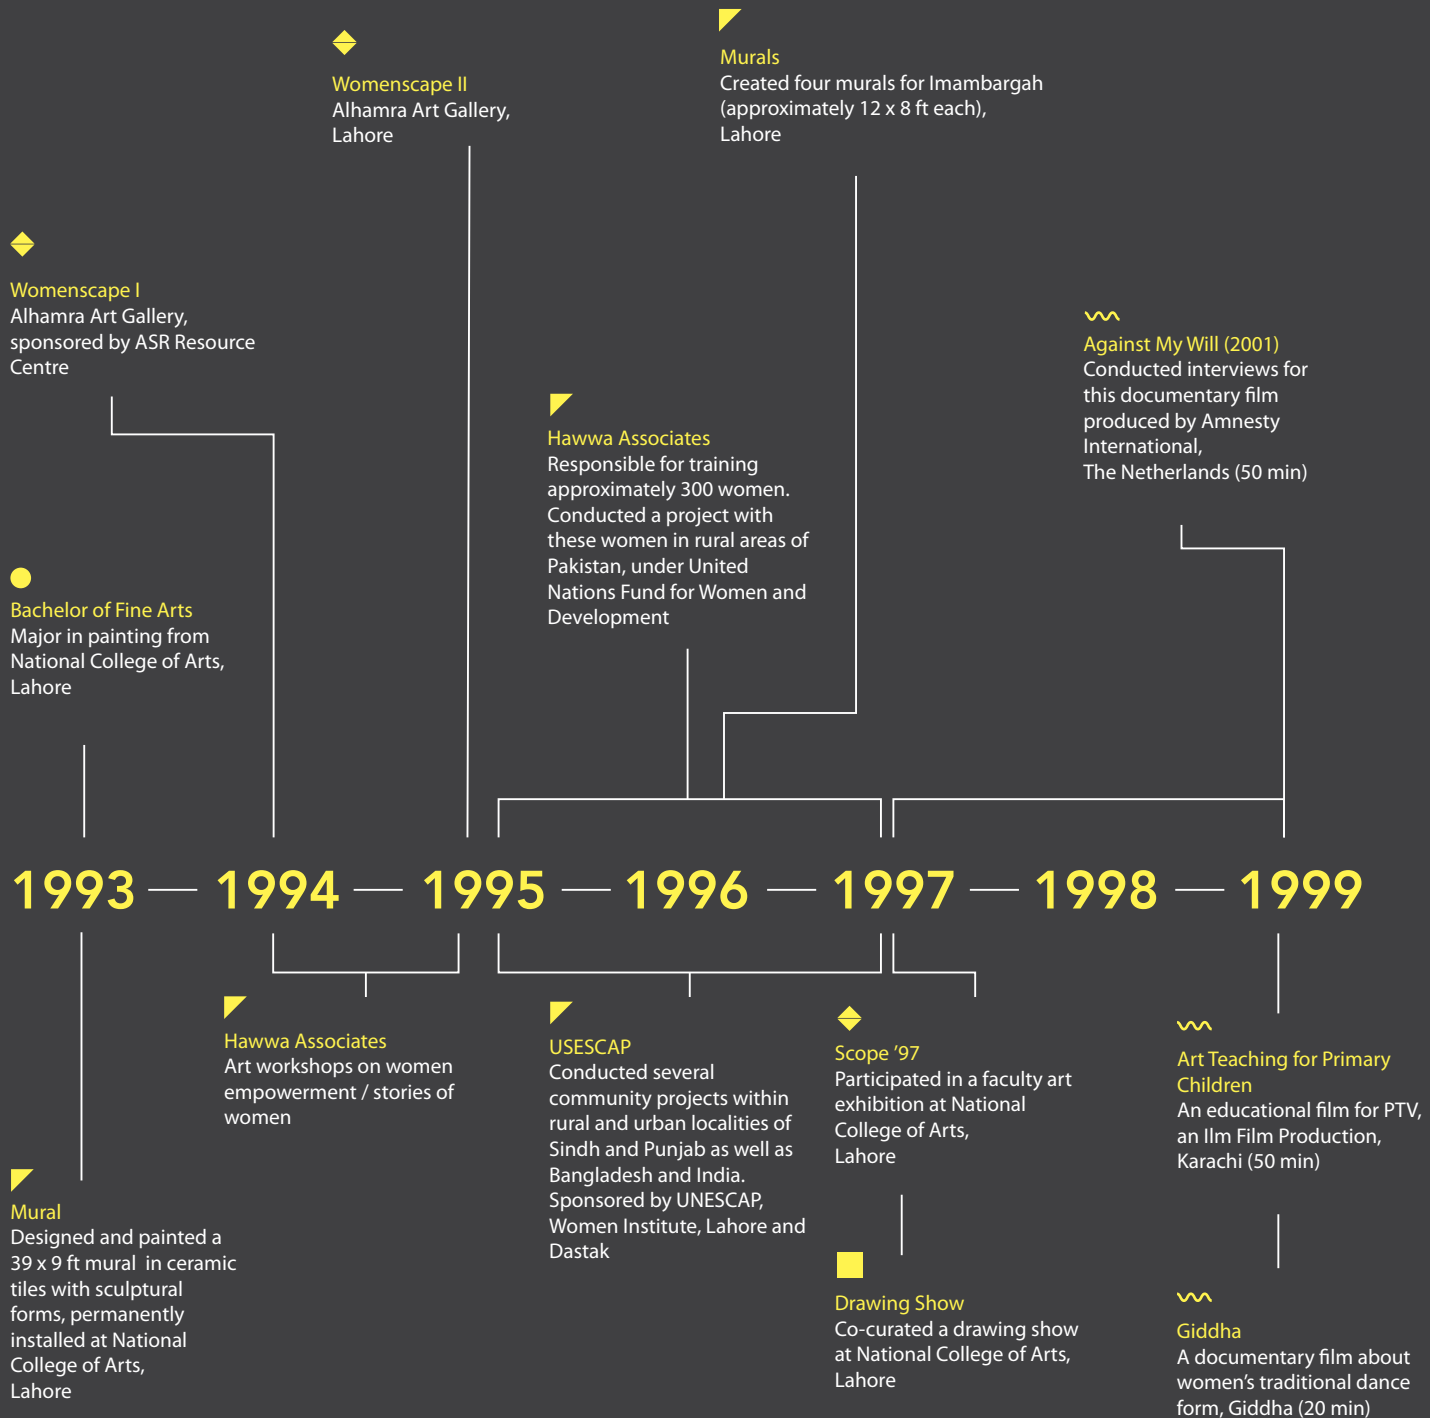 Womenscape II
Alhamra Art Gallery,
Lahore
Murals
Created four murals for Imambargah
(approximately 12 x 8 ft each),
Lahore
Womenscape I
Alhamra Art Gallery,
sponsored by ASR Resource
Centre
Against My Will (2001)
Conducted interviews for
this documentary film
produced by Amnesty
International,
The Netherlands (50 min)
Hawwa Associates
Responsible for training
approximately 300 women.
Conducted a project with
these women in rural areas of
Pakistan, under United
Nations Fund for Women and
Development
Bachelor of Fine Arts
Major in painting from
National College of Arts,
Lahore
1993 — 1994 — 1995 — 1996 — 1997 — 1998 — 1999
Mural
Designed and painted a
39 x 9 ft mural in ceramic
tiles with sculptural
forms, permanently
installed at National
College of Arts,
Lahore
Hawwa Associates
Art workshops on women
empowerment / stories of
women
USESCAP
Conducted several
community projects within
rural and urban localities of
Sindh and Punjab as well as
Bangladesh and India.
Sponsored by UNESCAP,
Women Institute, Lahore and
Dastak
Scope ’97
Participated in a faculty art
exhibition at National
College of Arts,
Lahore
Drawing Show
Co-curated a drawing show
at National College of Arts,
Lahore
Art Teaching for Primary
Children
An educational film for PTV,
an Ilm Film Production,
Karachi (50 min)
Giddha
A documentary film about
women’s traditional dance
form, Giddha (20 min)